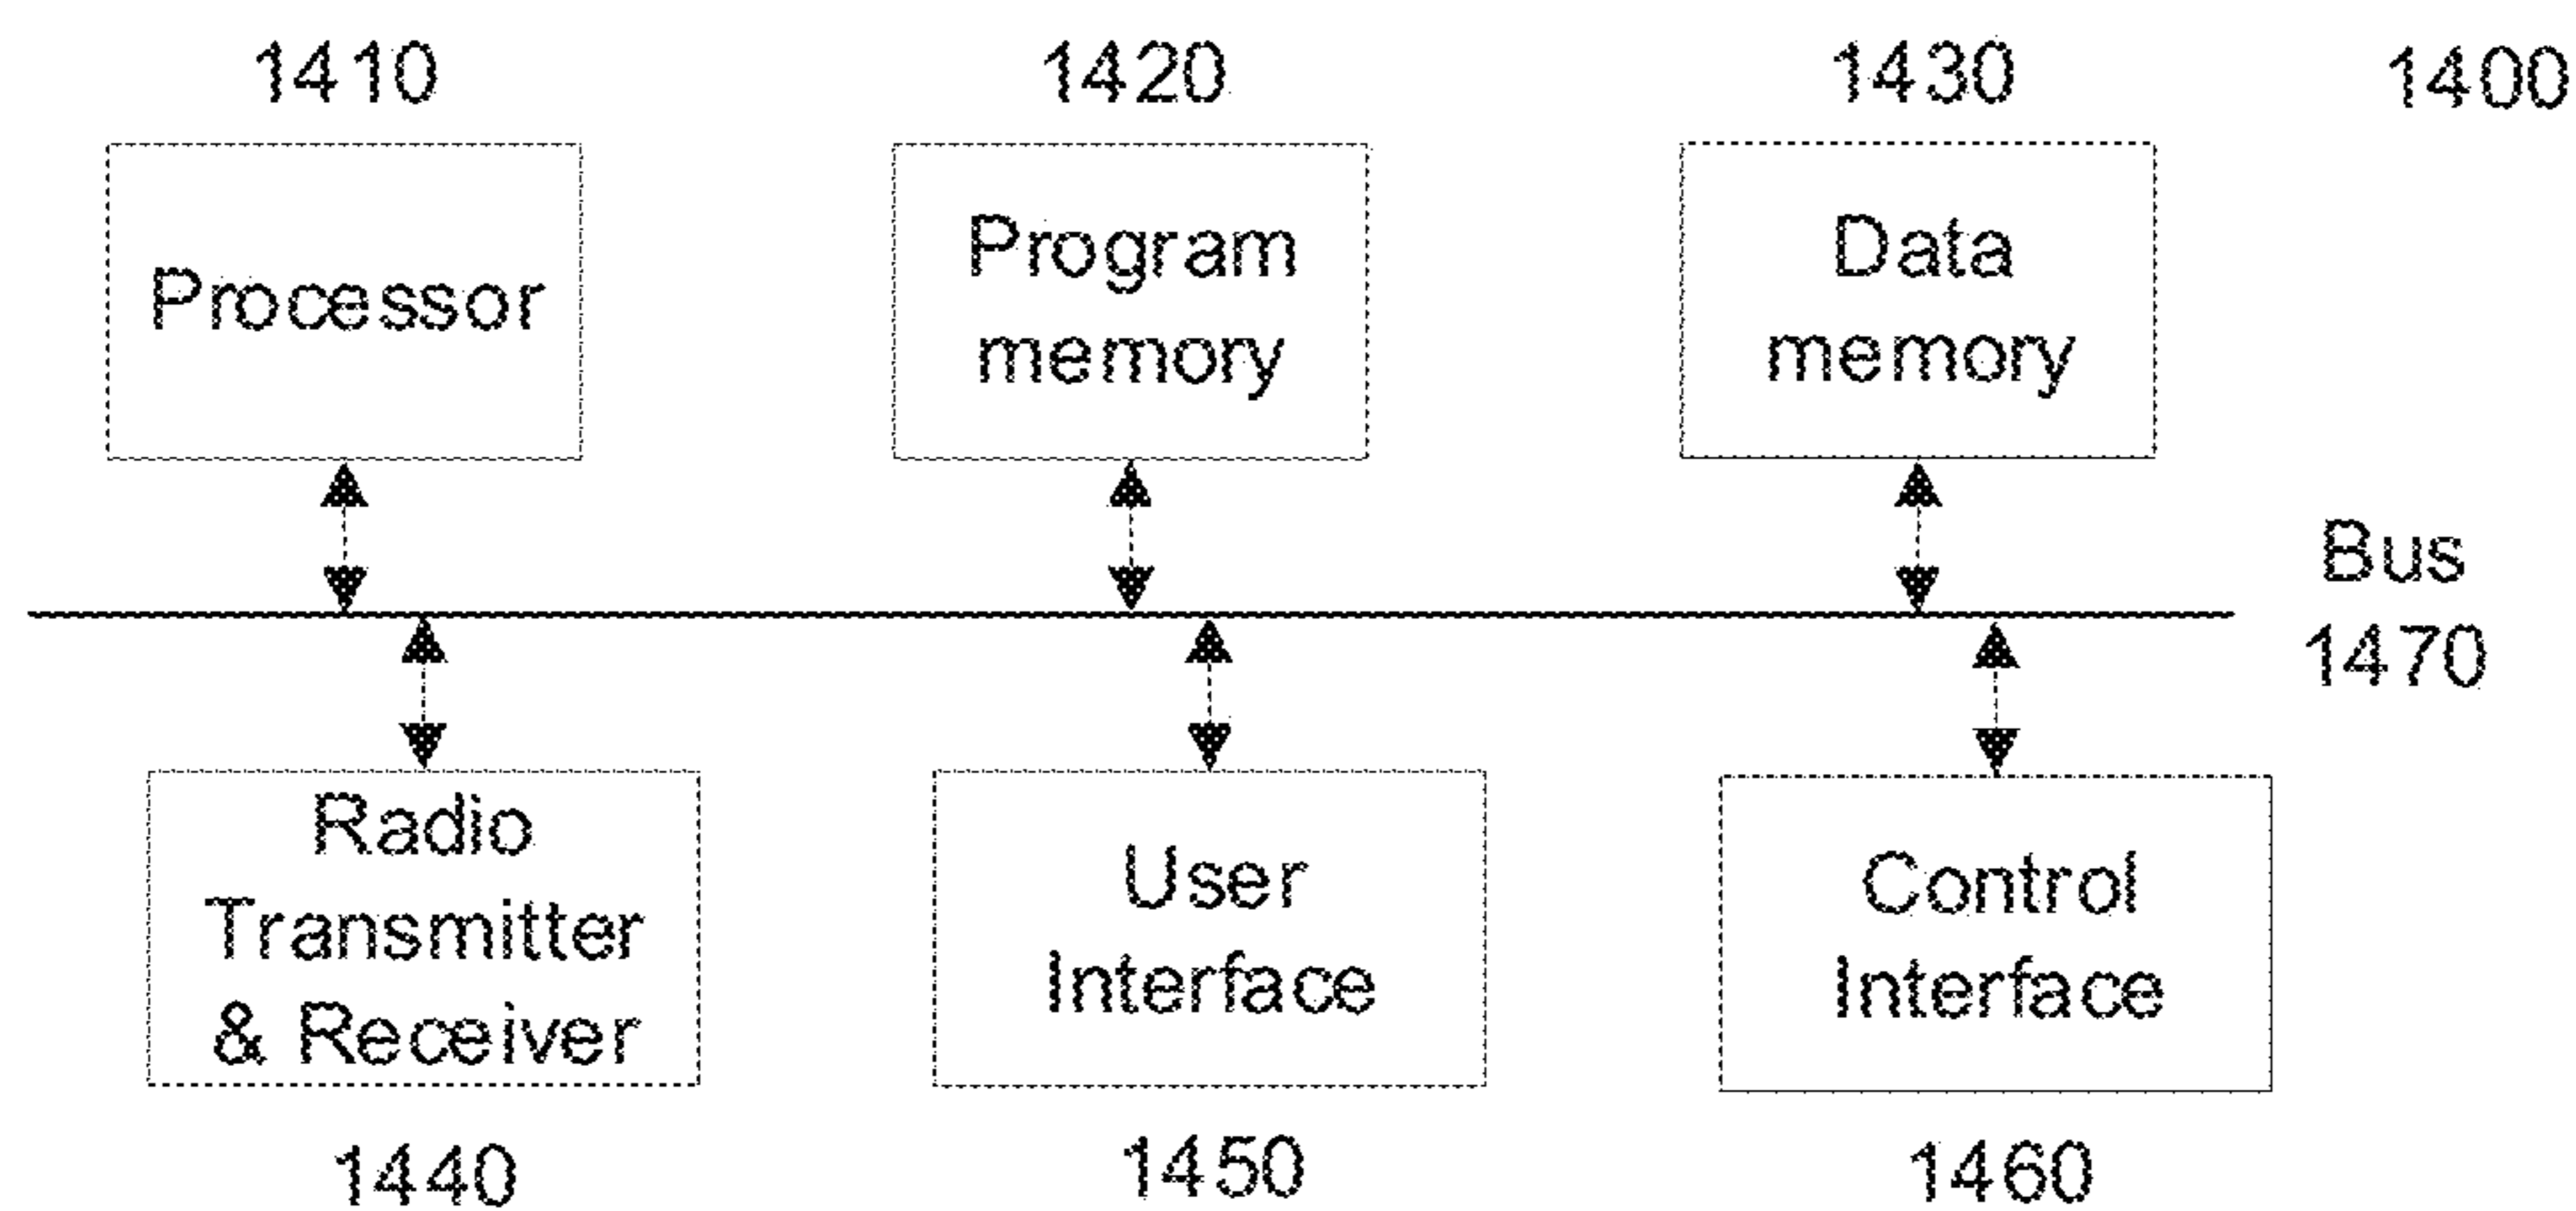 1410 1420 1430 1400
Processor
Program
memory
Data
memory
Bus
1470
Radio
Transmitter
& Receiver
User
Interface
Control
Interface
1440 1450 1460